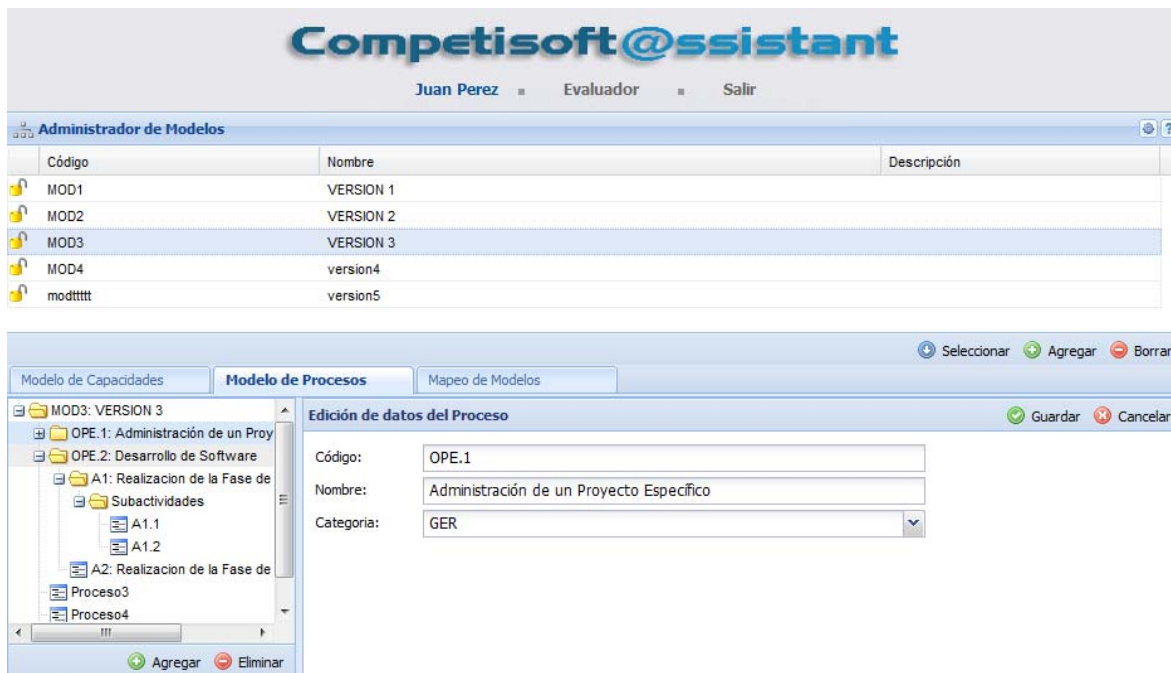 Competisoft@ssistant
Juan Perez Evaluador Salir
Administrador de Modelos ?
Código Nombre Descripción
MOD1 VERSION 1
MOD2 VERSION 2
MOD3 VERSION 3
MOD4 version4
modttttt version5
Seleccionar Agregar Borrar
Modelo de Capacidades Modelo de Procesos Mapeo de Modelos
MOD3: VERSION 3
OPE.1: Administración de un Proy
OPE.2: Desarrollo de Software
A1: Realizacion de la Fase de
Subactividades
A1.1
A1.2
A2: Realizacion de la Fase de
Proceso3
Proceso4
Agregar Eliminar
Edición de datos del Proceso Guardar Cancelar
Código: OPE.1
Nombre: Administración de un Proyecto Específico
Categoria: GER